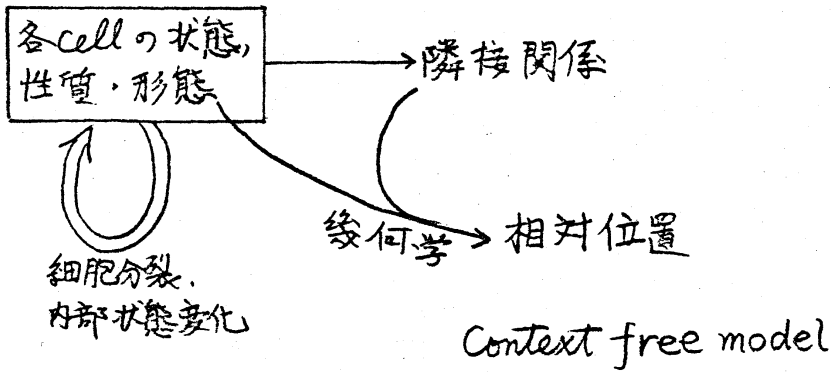 各cellの状態,
性質・形態
隣接関係
幾何学
相対位置
細胞分裂.
内部状態変化
Context free model